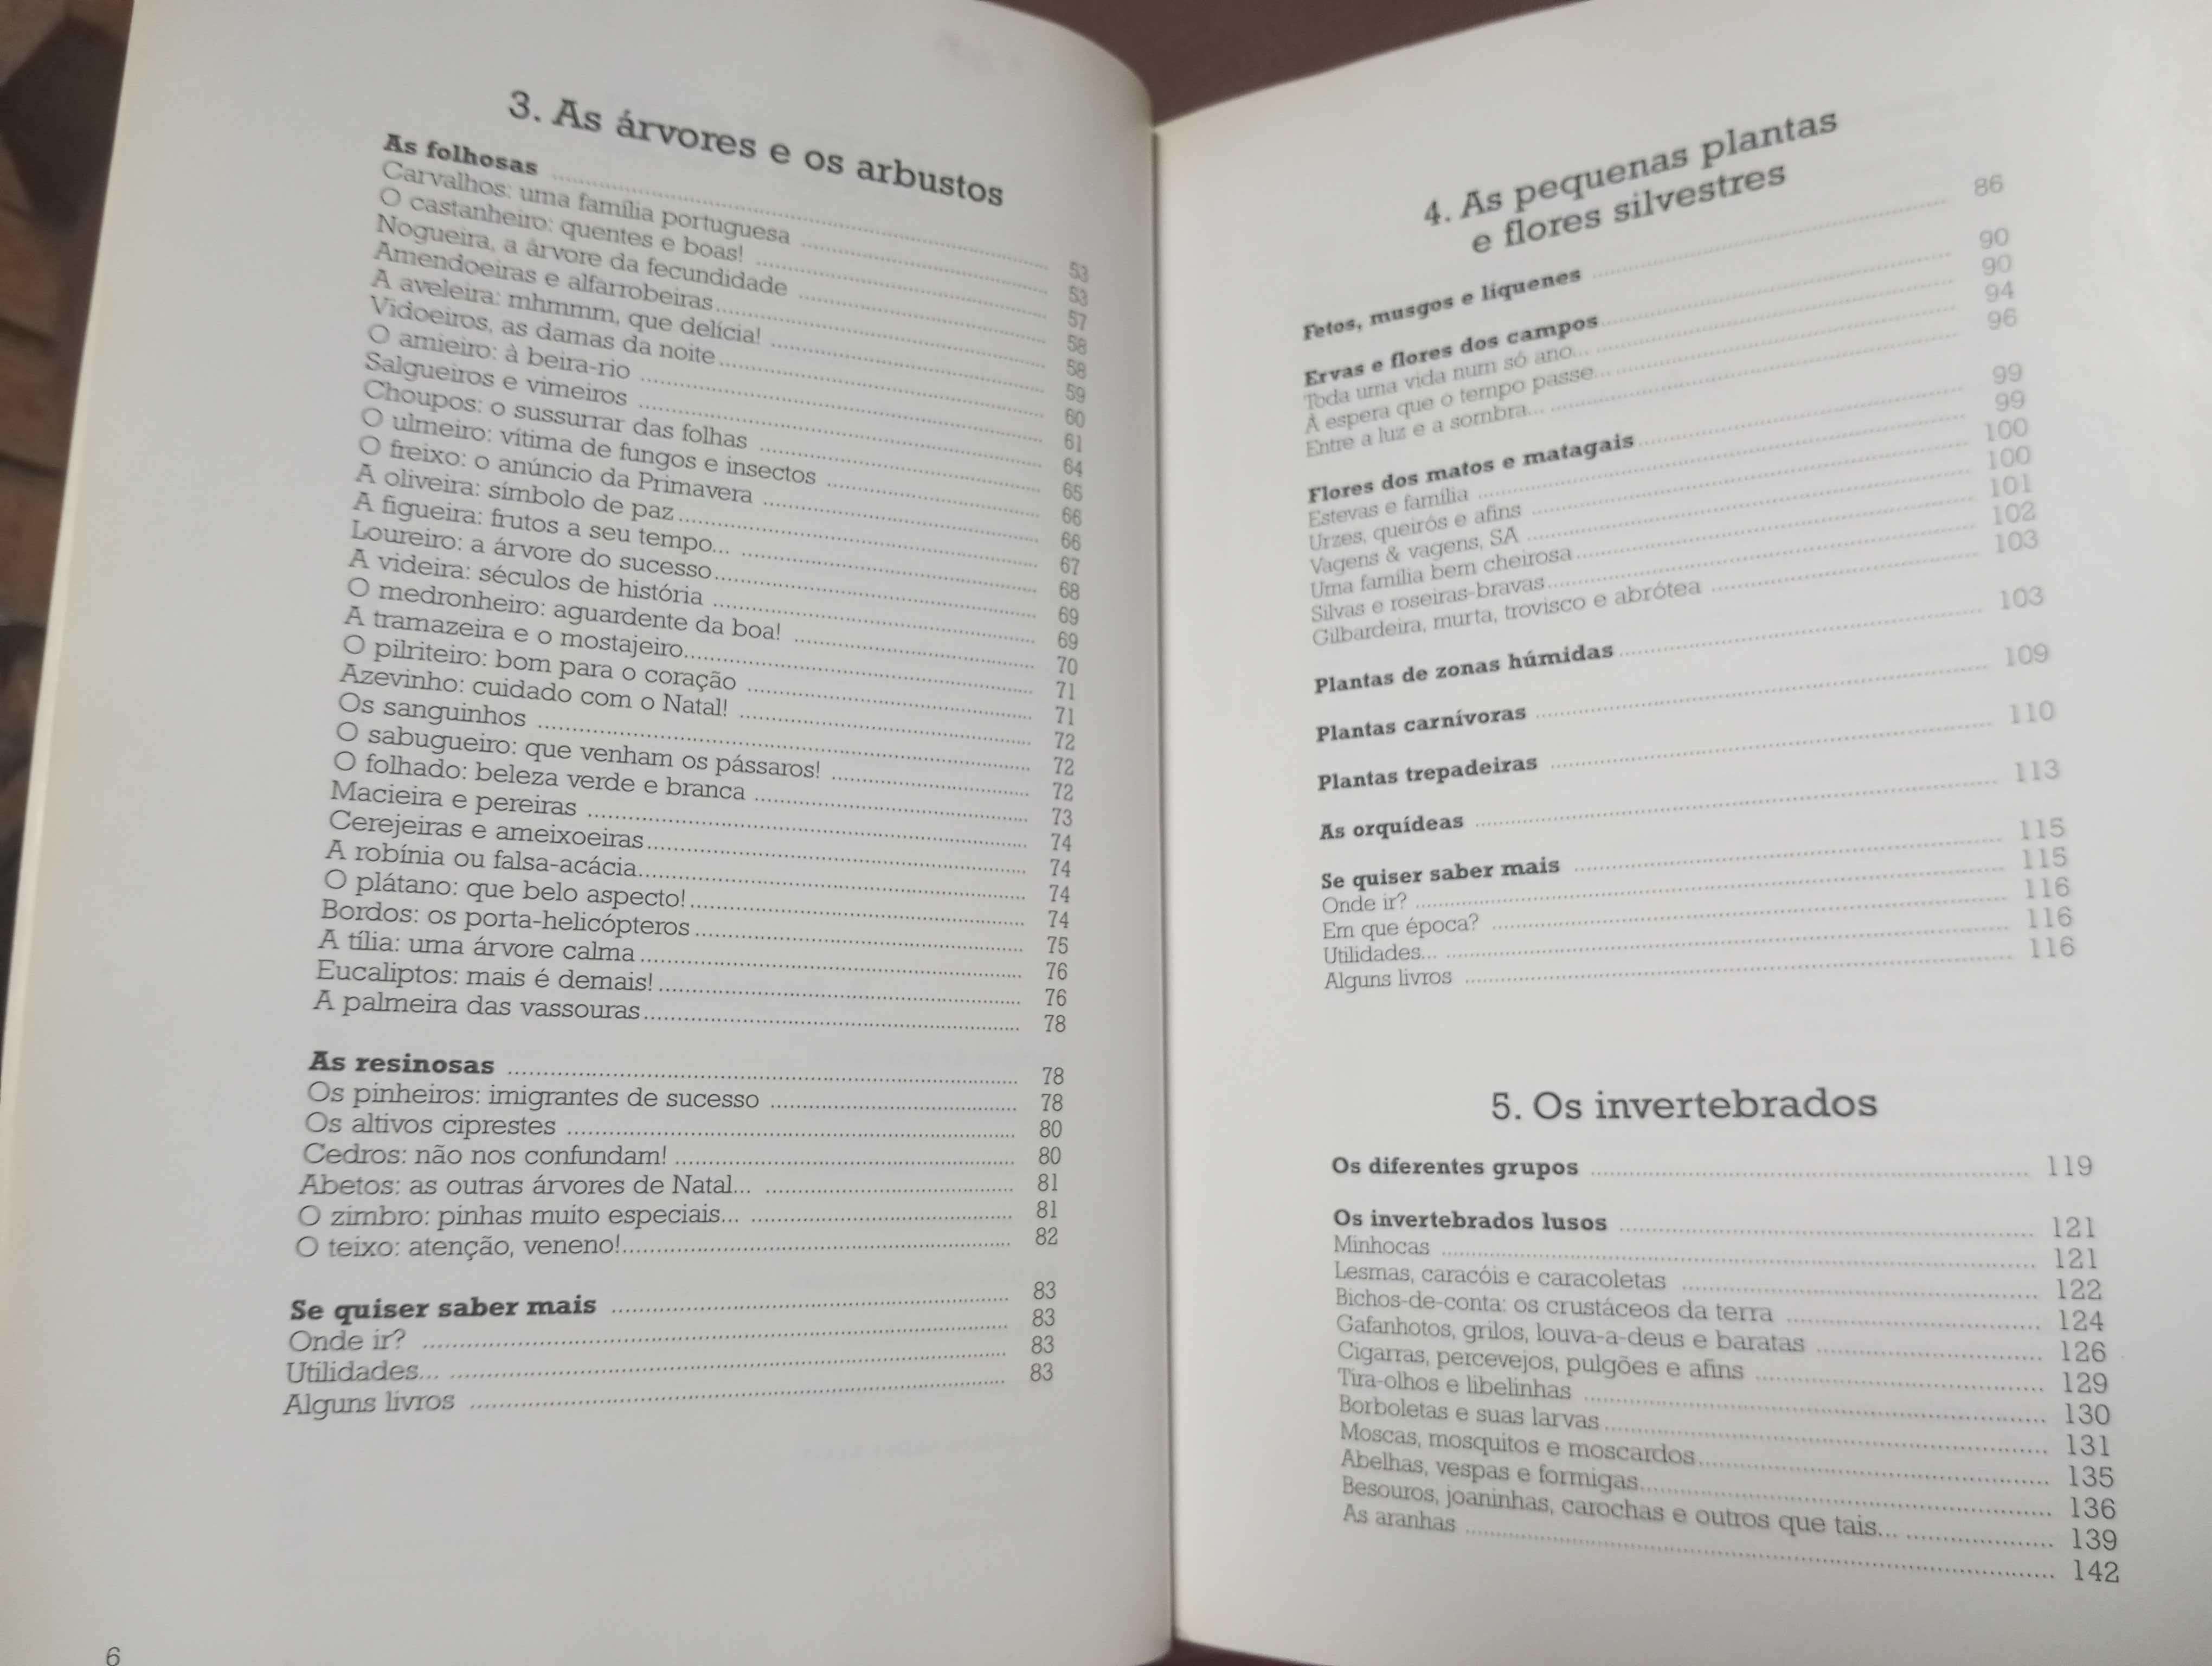 3. As árvores e os arbustos
As folhosas ........ 53
Carvalhos: uma família portuguesa ........ 53
O castanheiro: quentes e boas! ........ 57
Nogueira, a árvore da fecundidade ........ 58
Amendoeiras e alfarrobeiras ........ 58
A aveleira: mhmmm, que delícia! ........ 59
Vidoeiros, as damas da noite ........ 60
O amieiro: à beira-rio ........ 61
Salgueiros e vimeiros ........ 64
Choupos: o sussurrar das folhas ........ 65
O ulmeiro: vítima de fungos e insectos ........ 66
O freixo: o anúncio da Primavera ........ 66
A oliveira: símbolo de paz ........ 67
A figueira: frutos a seu tempo... ........ 68
Loureiro: a árvore do sucesso ........ 69
A videira: séculos de história ........ 69
O medronheiro: aguardente da boa! ........ 70
A tramazeira e o mostajeiro ........ 71
O pilriteiro: bom para o coração ........ 71
Azevinho: cuidado com o Natal! ........ 72
Os sanguinhos ........ 72
O sabugueiro: que venham os pássaros! ........ 72
O folhado: beleza verde e branca ........ 73
Macieira e pereiras ........ 74
Cerejeiras e ameixoeiras ........ 74
A robínia ou falsa-acácia ........ 74
O plátano: que belo aspecto! ........ 74
Bordos: os porta-helicópteros ........ 75
A tília: uma árvore calma ........ 76
Eucaliptos: mais é demais! ........ 76
A palmeira das vassouras ........ 78
As resinosas ........ 78
Os pinheiros: imigrantes de sucesso ........ 78
Os altivos ciprestes ........ 80
Cedros: não nos confundam! ........ 80
Abetos: as outras árvores de Natal... ........ 81
O zimbro: pinhas muito especiais... ........ 81
O teixo: atenção, veneno! ........ 82
Se quiser saber mais ........ 83
Onde ir? ........ 83
Utilidades... ........ 83
Alguns livros ........ 83
6
4. As pequenas plantas
e flores silvestres
Fetos, musgos e líquenes ........ 86
Ervas e flores dos campos ........ 90
Toda uma vida num só ano... ........ 90
À espera que o tempo passe... ........ 94
Entre a luz e a sombra... ........ 96
Flores dos matos e matagais ........ 99
Estevas e família ........ 99
Urzes, queirós e afins ........ 100
Vagens & vagens, SA ........ 100
Uma família bem cheirosa ........ 101
Silvas e roseiras-bravas ........ 102
Gilbardeira, murta, trovisco e abrótea ........ 103
Plantas de zonas húmidas ........ 103
Plantas carnívoras ........ 109
Plantas trepadeiras ........ 110
As orquídeas ........ 113
Se quiser saber mais ........ 115
Onde ir? ........ 115
Em que época? ........ 116
Utilidades... ........ 116
Alguns livros ........ 116
5. Os invertebrados
Os diferentes grupos ........ 119
Os invertebrados lusos ........ 121
Minhocas ........ 121
Lesmas, caracóis e caracoletas ........ 122
Bichos-de-conta: os crustáceos da terra ........ 124
Gafanhotos, grilos, louva-a-deus e baratas ........ 126
Cigarras, percevejos, pulgões e afins ........ 129
Tira-olhos e libelinhas ........ 130
Borboletas e suas larvas ........ 131
Moscas, mosquitos e moscardos ........ 135
Abelhas, vespas e formigas ........ 136
Besouros, joaninhas, carochas e outros que tais... ........ 139
As aranhas ........ 142